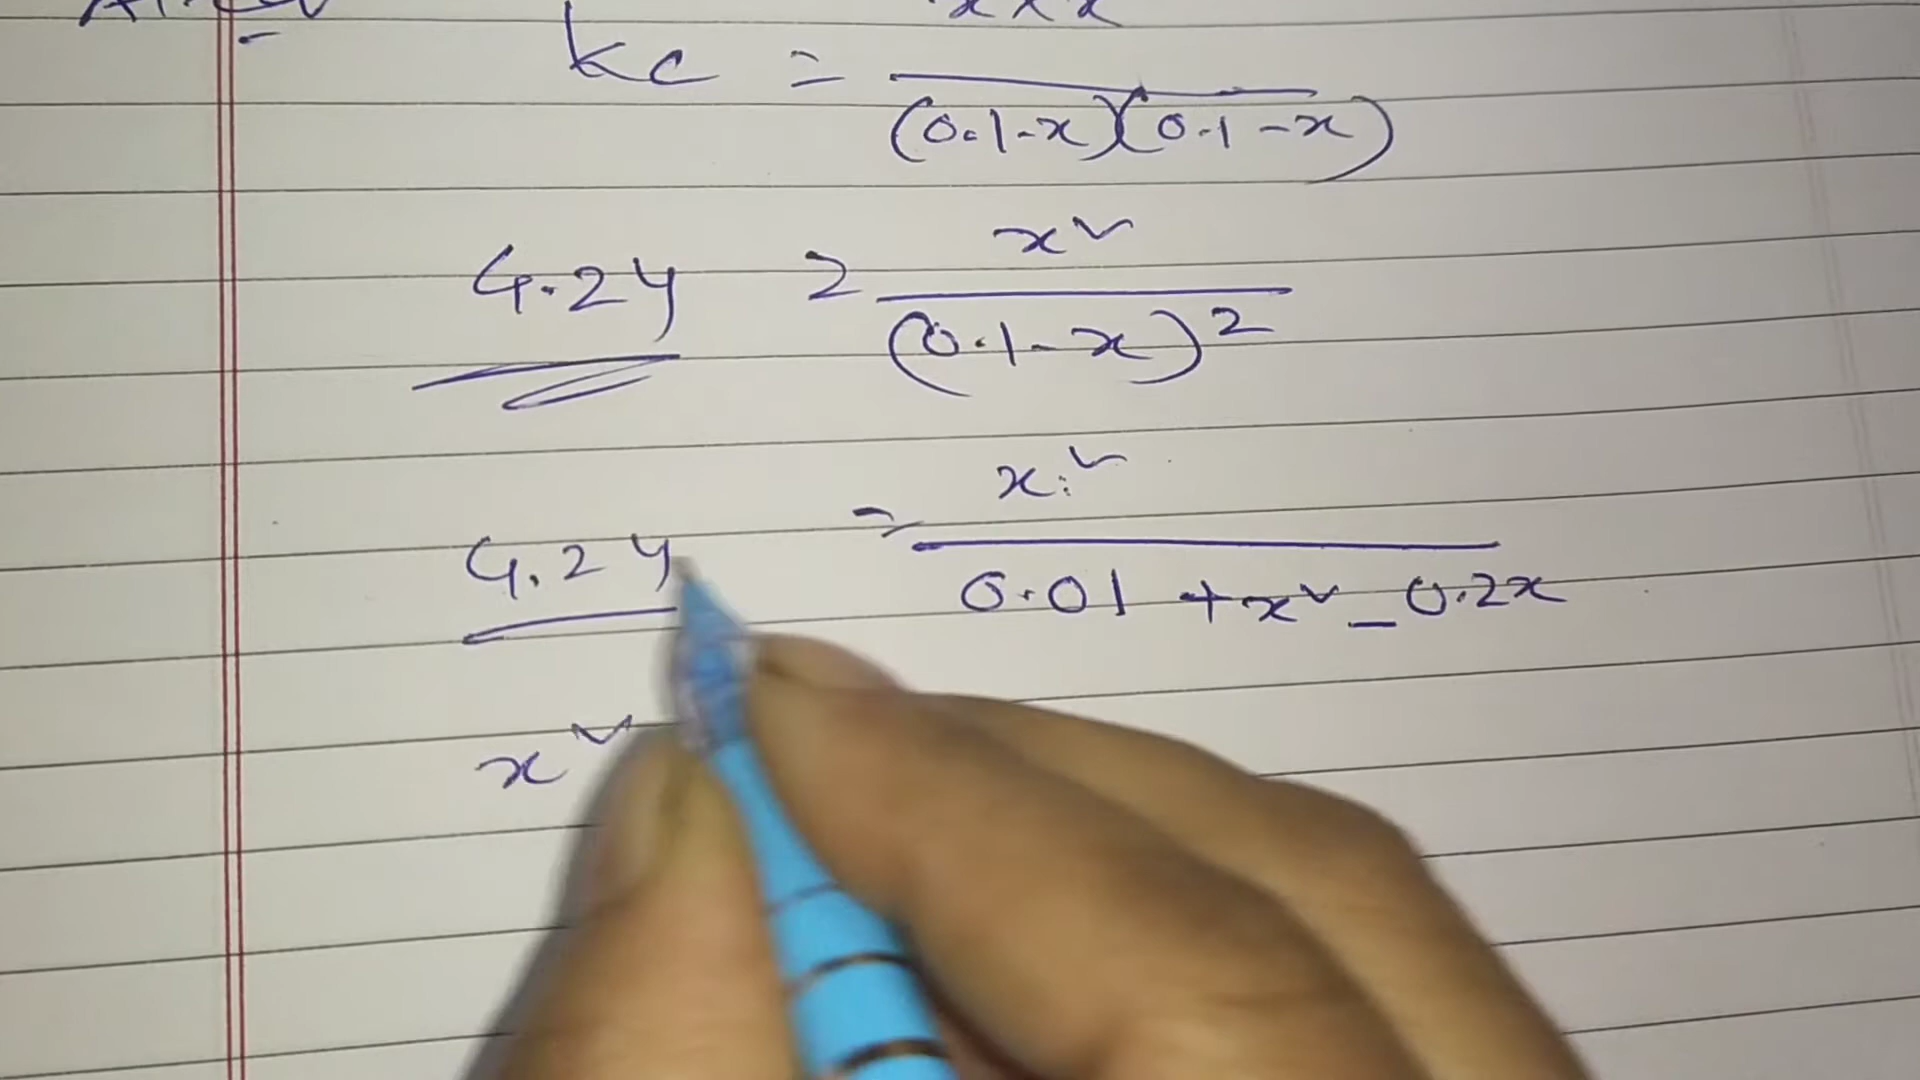 x×x
Kc = ―――
(0.1-x)(0.1-x)
x²
4.24 = ―――
(0.1-x)²
x²
4.24 = ―――
0.01 + x² - 0.2x
x²